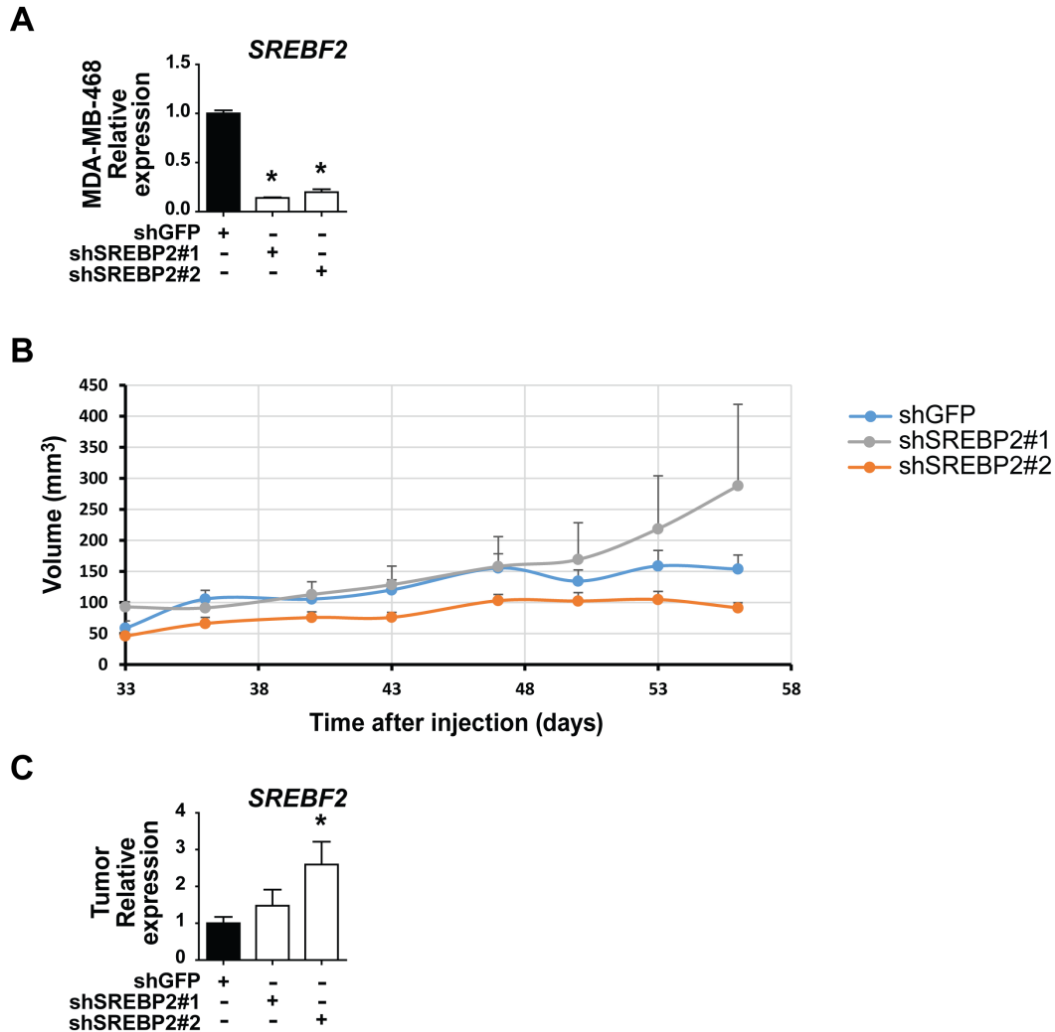 A
SREBF2
MDA-MB-468
Relative
expression
1.5
1.0
0.5
0.0
shGFP + - -
shSREBP2#1 - + -
shSREBP2#2 - - +
* *
B
Volume (mm³)
450
400
350
300
250
200
150
100
50
0
33 38 43 48 53 58
Time after injection (days)
shGFP
shSREBP2#1
shSREBP2#2
C
SREBF2
Tumor
Relative
expression
4
3
2
1
0
*
shGFP + - -
shSREBP2#1 - + -
shSREBP2#2 - - +